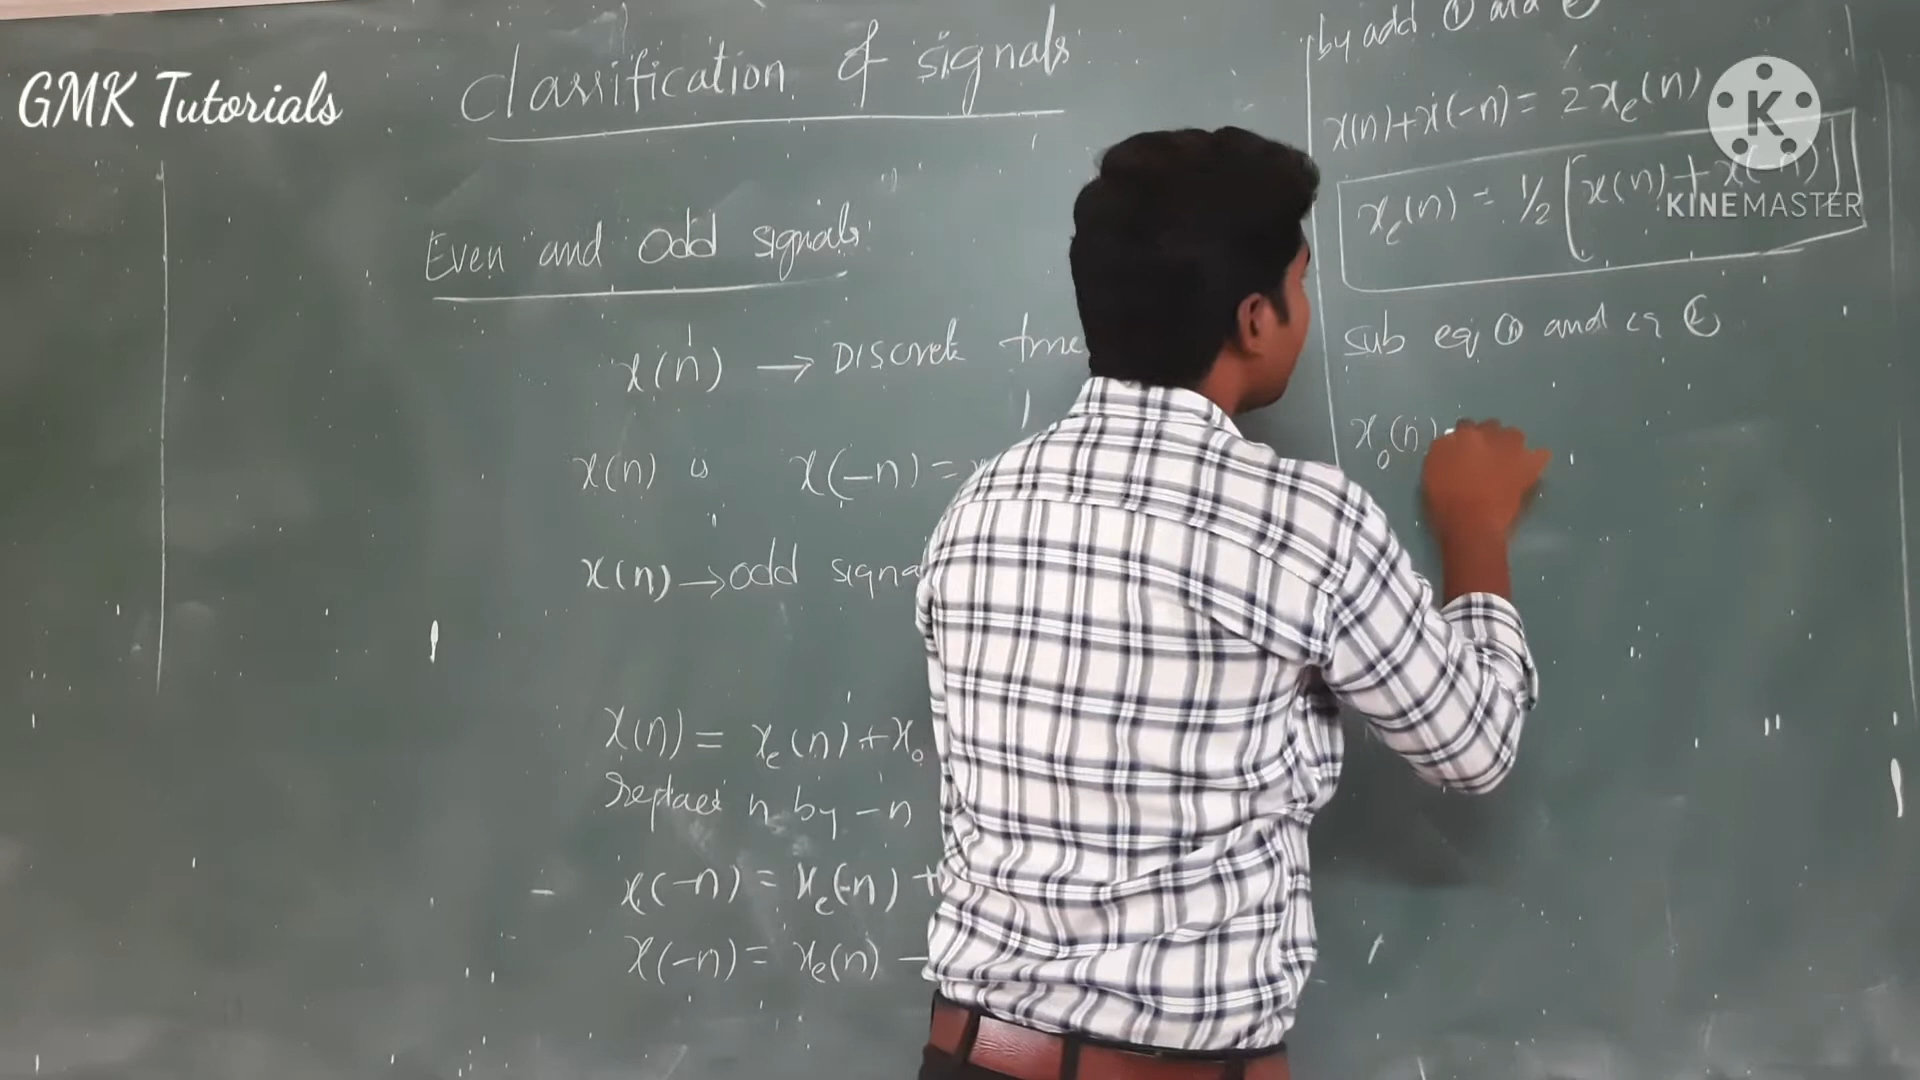 GMK Tutorials
Classification of signals
Even and odd signals
x(n) → Discrete time
x(n) is x(-n) =
x(n) → odd signa
x(n) = xe(n) + xo
replace n by -n
x(-n) = xe(-n) +
x(-n) = xe(n) -
by add ① and ②
x(n)+x(-n) = 2xe(n)
xe(n) = 1/2 [x(n)+x(-n)]
sub eq ① and eq ②
xo(n) =
K
KINEMASTER